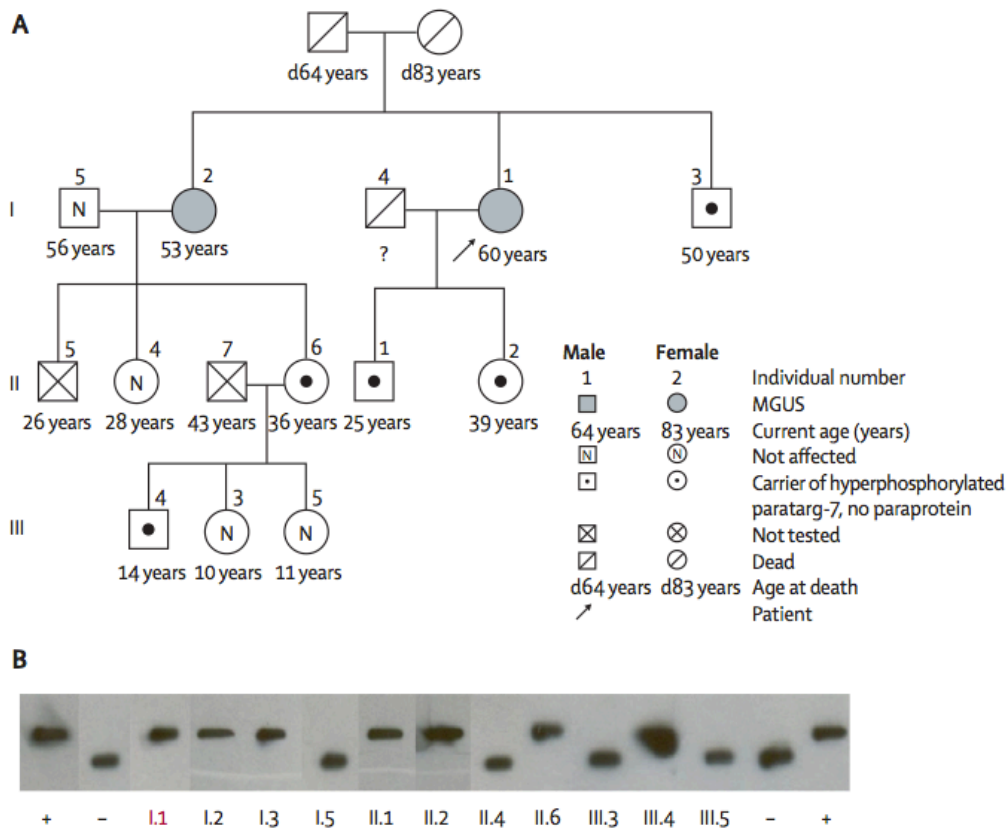 A
d64 years d83 years
5 2 4 1 3
I
N
56 years 53 years ? 60 years 50 years
5 4 7 6 1 2
II
N
26 years 28 years 43 years 36 years 25 years 39 years
4 3 5
III
N N
14 years 10 years 11 years
Male Female
1 2 Individual number
MGUS
64 years 83 years Current age (years)
N N Not affected
Carrier of hyperphosphorylated
paratarg-7, no paraprotein
Not tested
Dead
d64 years d83 years Age at death
Patient
B
+ – I.1 I.2 I.3 I.5 II.1 II.2 II.4 II.6 III.3 III.4 III.5 – +